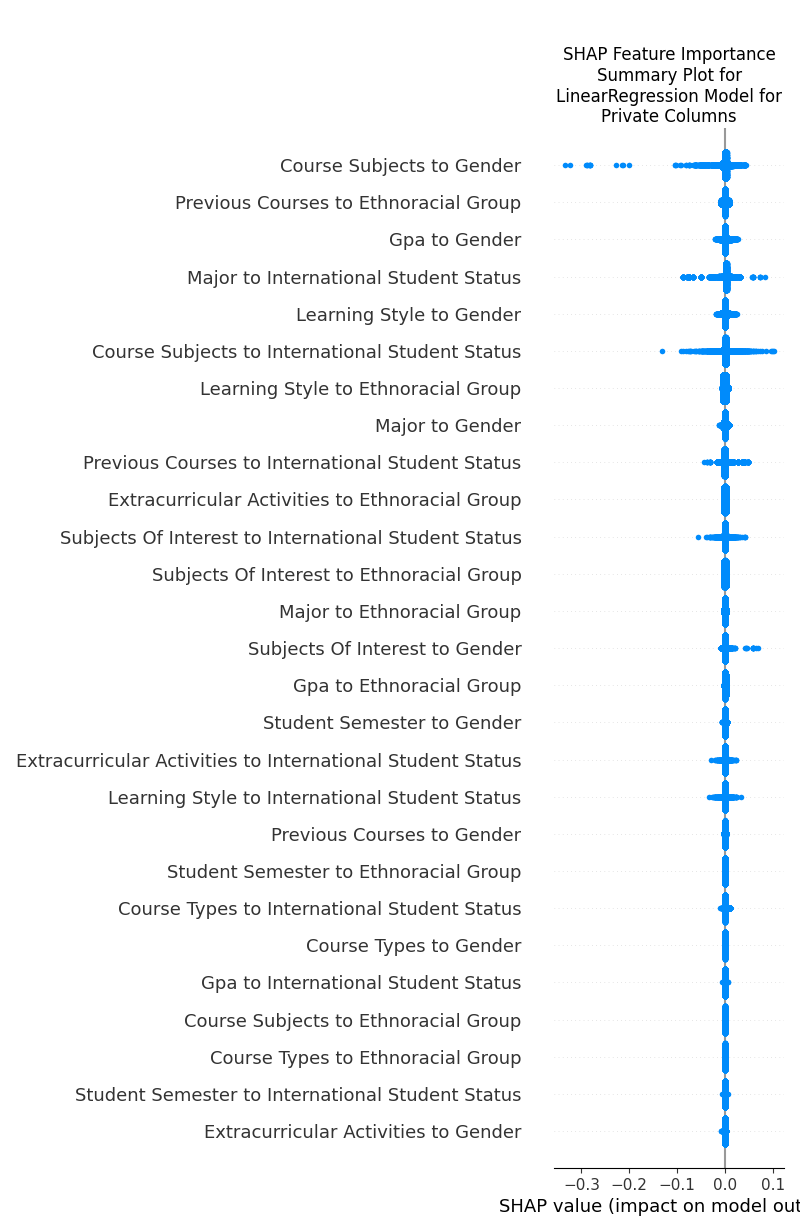 SHAP Feature Importance
Summary Plot for
LinearRegression Model for
Private Columns
Course Subjects to Gender
Previous Courses to Ethnoracial Group
Gpa to Gender
Major to International Student Status
Learning Style to Gender
Course Subjects to International Student Status
Learning Style to Ethnoracial Group
Major to Gender
Previous Courses to International Student Status
Extracurricular Activities to Ethnoracial Group
Subjects Of Interest to International Student Status
Subjects Of Interest to Ethnoracial Group
Major to Ethnoracial Group
Subjects Of Interest to Gender
Gpa to Ethnoracial Group
Student Semester to Gender
Extracurricular Activities to International Student Status
Learning Style to International Student Status
Previous Courses to Gender
Student Semester to Ethnoracial Group
Course Types to International Student Status
Course Types to Gender
Gpa to International Student Status
Course Subjects to Ethnoracial Group
Course Types to Ethnoracial Group
Student Semester to International Student Status
Extracurricular Activities to Gender
−0.3 −0.2 −0.1 0.0 0.1
SHAP value (impact on model out